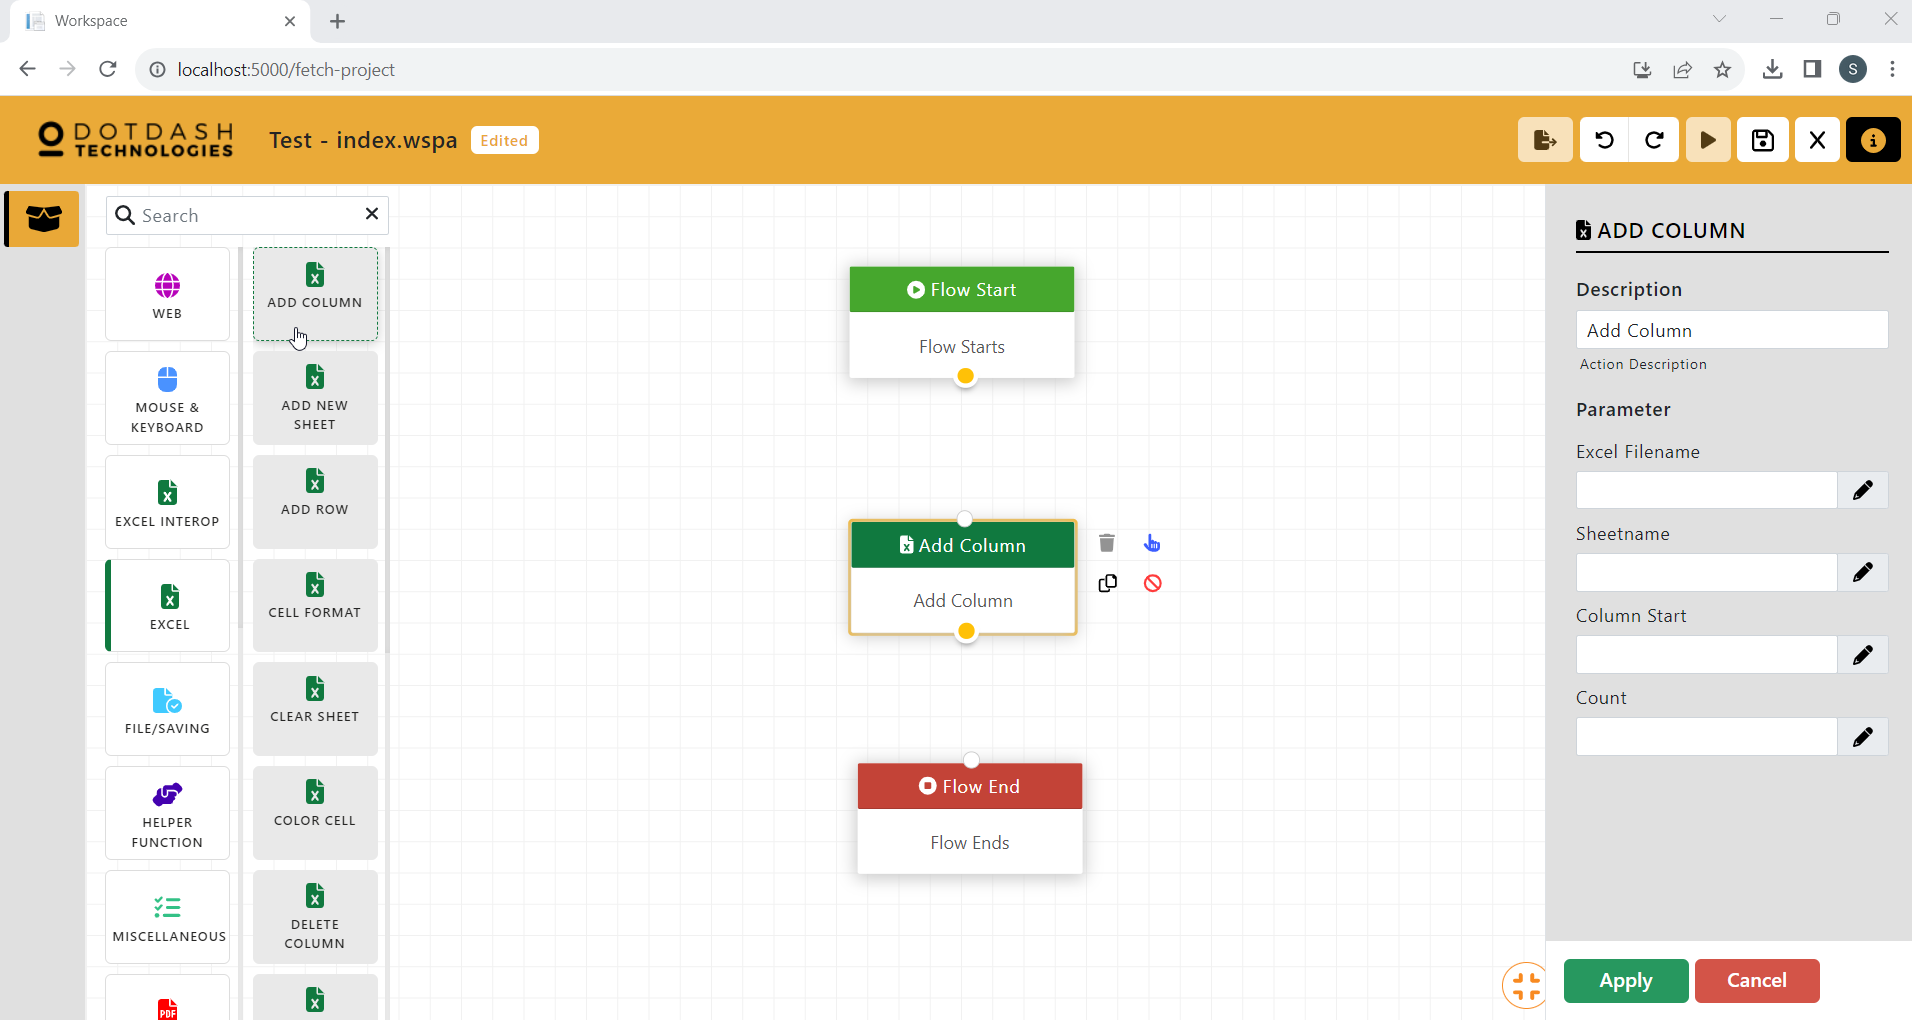 Workspace
localhost:5000/fetch-project
S
DOTDASH
TECHNOLOGIES
Test - index.wspa
Edited
Search
WEB
MOUSE &
KEYBOARD
EXCEL INTEROP
EXCEL
FILE/SAVING
HELPER
FUNCTION
MISCELLANEOUS
PDF
ADD COLUMN
ADD NEW
SHEET
ADD ROW
CELL FORMAT
CLEAR SHEET
COLOR CELL
DELETE
COLUMN
Flow Start
Flow Starts
Add Column
Add Column
Flow End
Flow Ends
ADD COLUMN
Description
Add Column
Action Description
Parameter
Excel Filename
Sheetname
Column Start
Count
Apply
Cancel